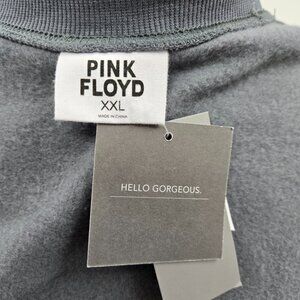 PINK
FLOYD
XXL
MADE IN CHINA
HELLO GORGEOUS.